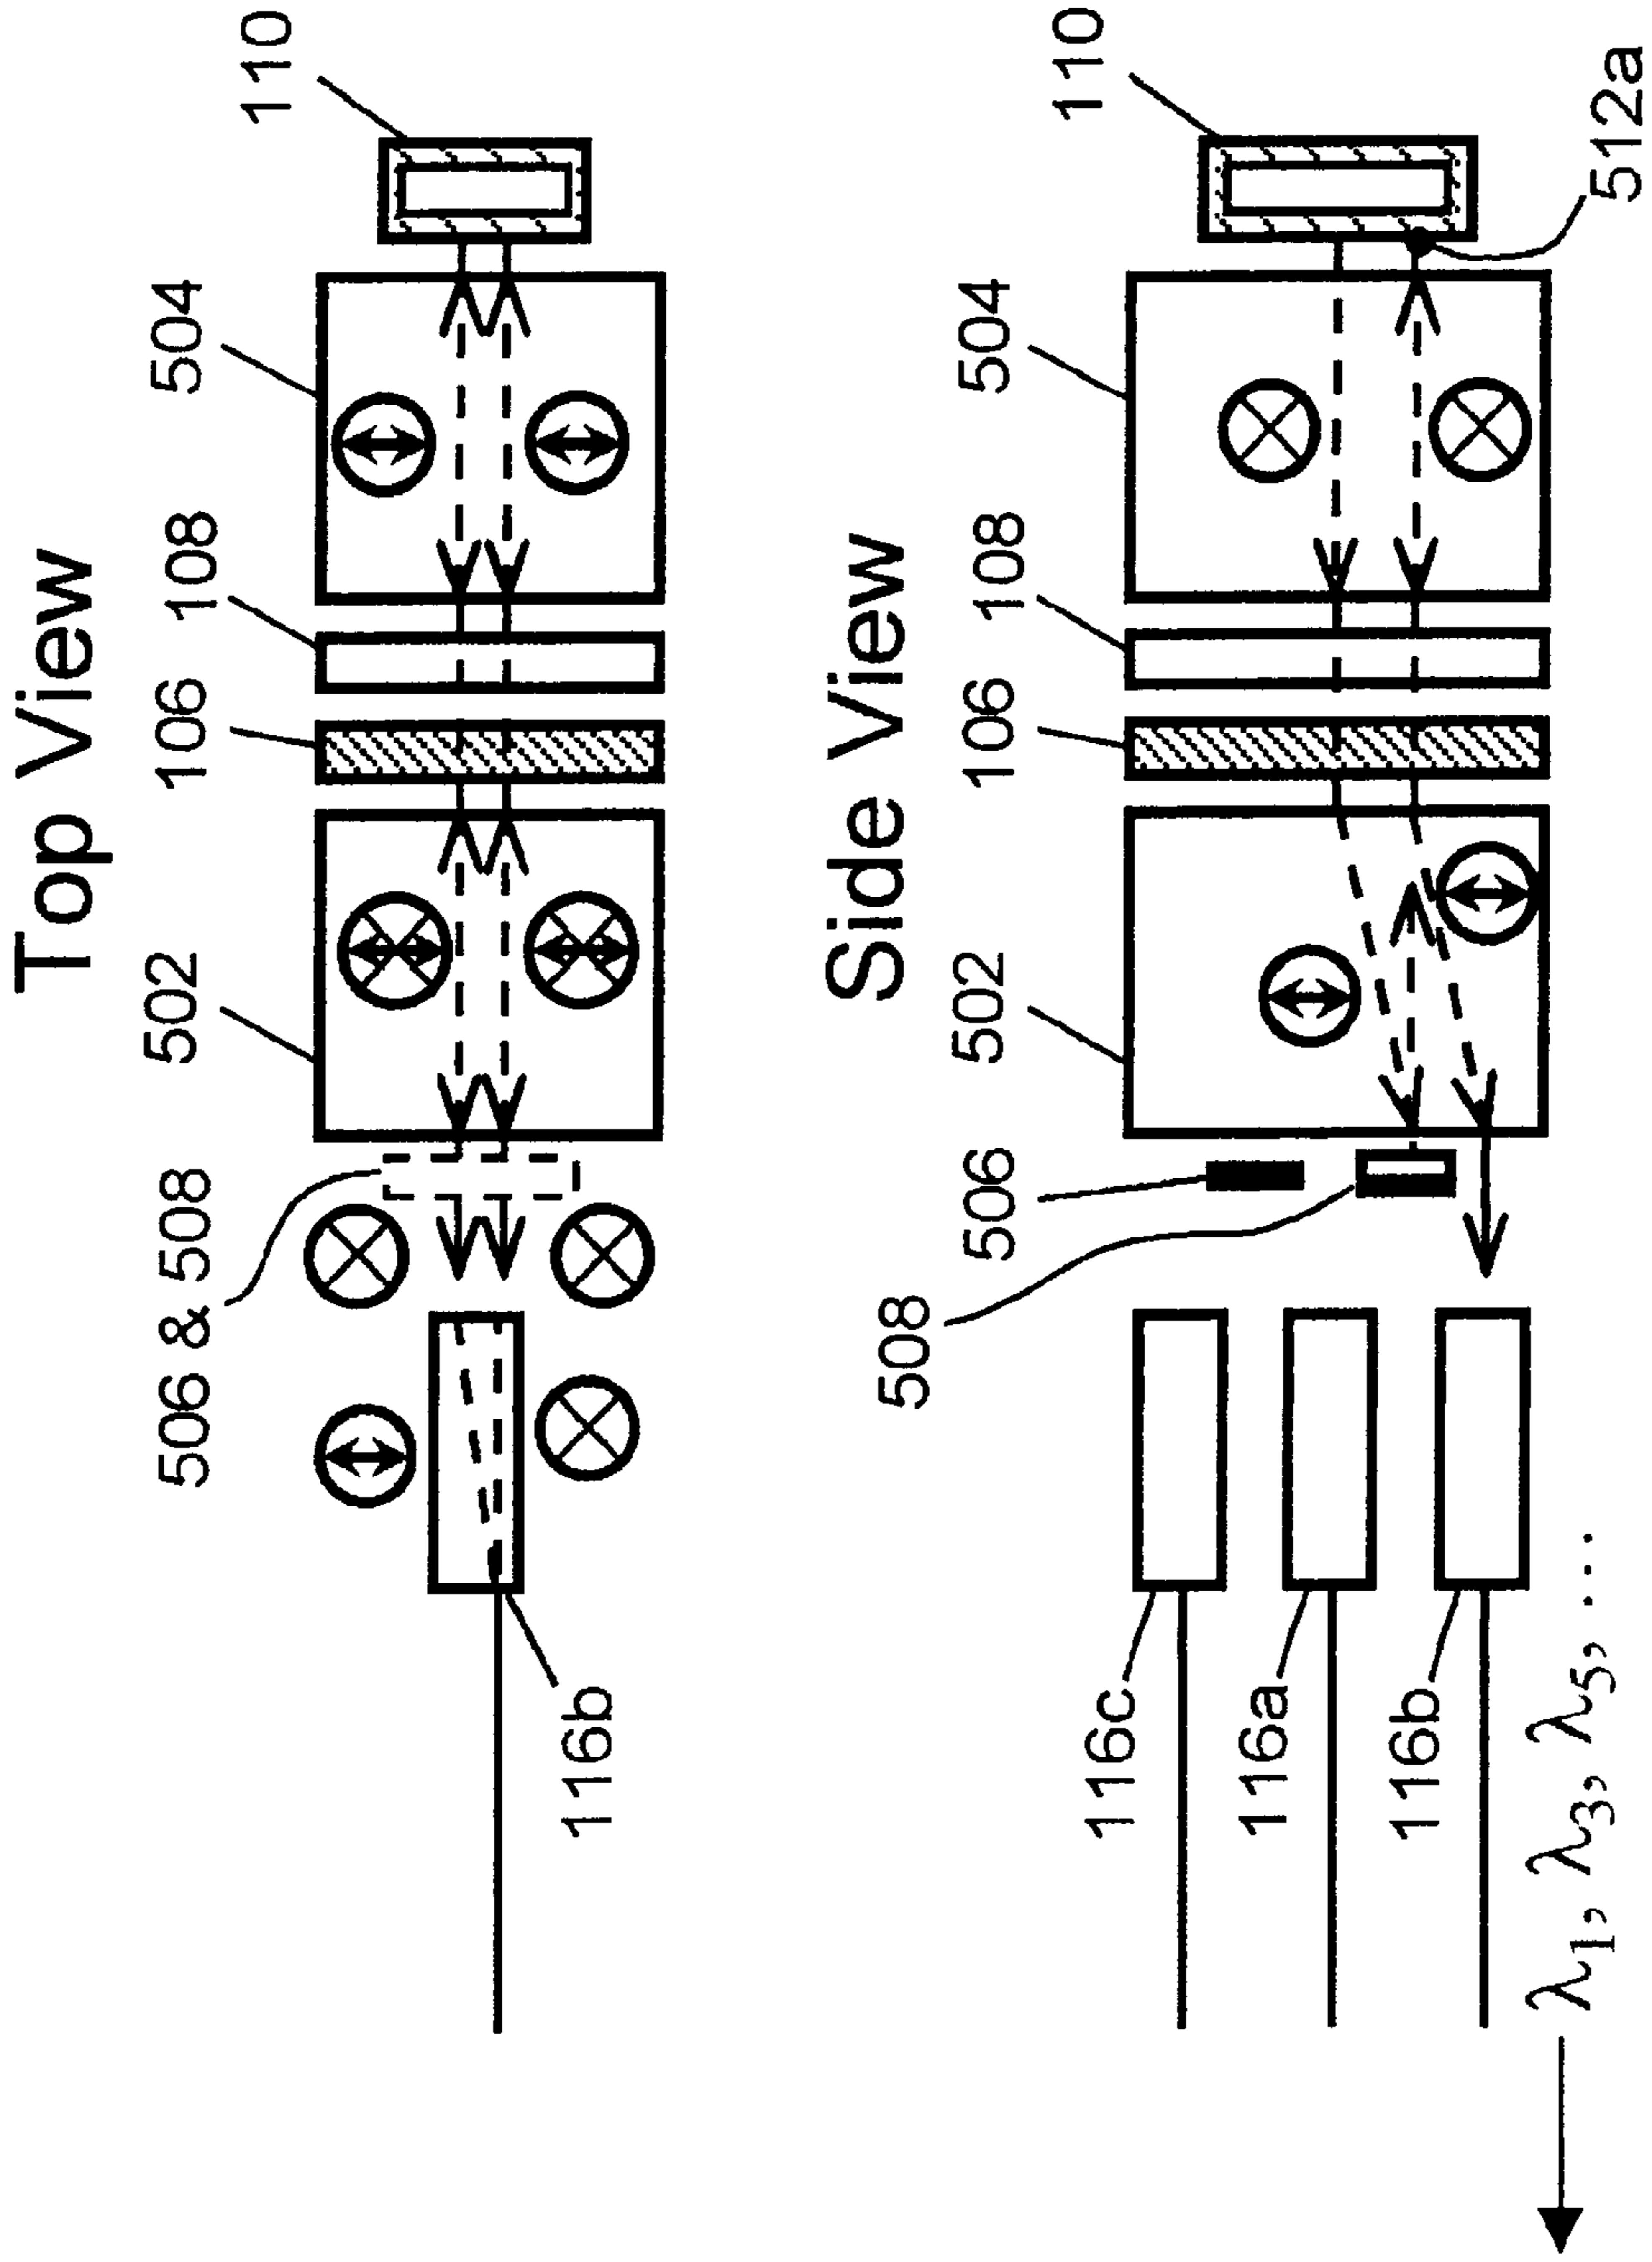 Top View
506 & 508
502
106
108
504
110
116b
Side View
508
506
502
106
108
504
110
116c
116a
116b
512a
λ1, λ3, λ5, ...